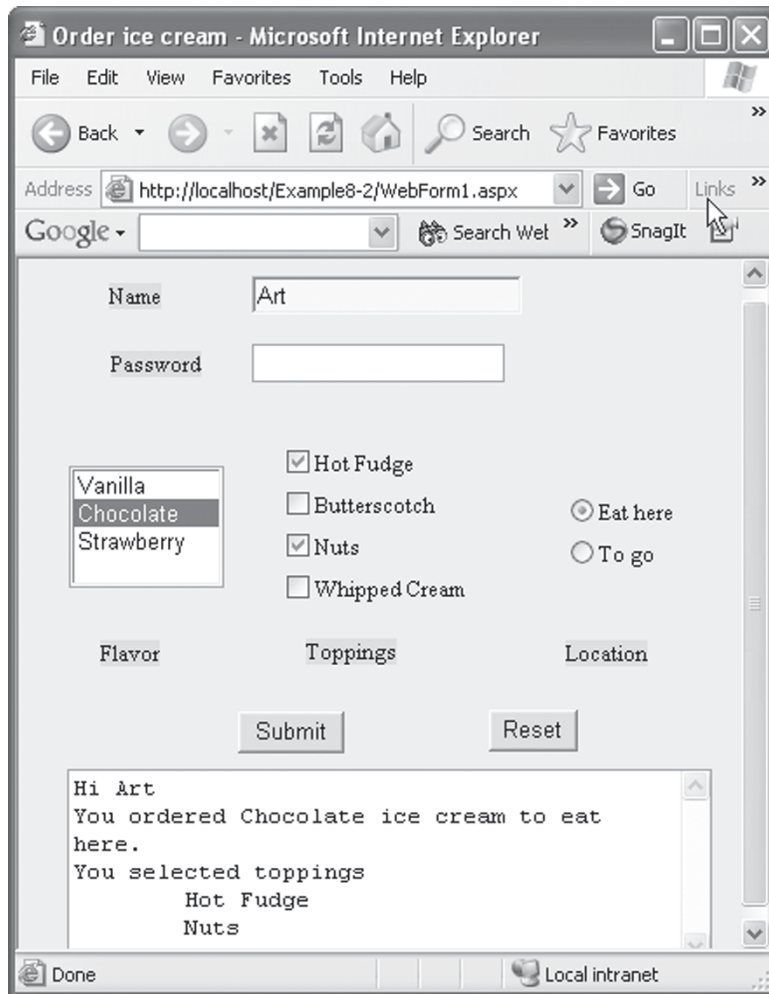 Order ice cream - Microsoft Internet Explorer
File Edit View Favorites Tools Help
Back Search Favorites »
Address http://localhost/Example8-2/WebForm1.aspx Go Links »
Google Search Wet » SnagIt
Name Art
Password
Vanilla
Chocolate
Strawberry
Hot Fudge
Butterscotch
Nuts
Whipped Cream
Eat here
To go
Flavor Toppings Location
Submit Reset
Hi Art
You ordered Chocolate ice cream to eat
here.
You selected toppings
Hot Fudge
Nuts
Done Local intranet